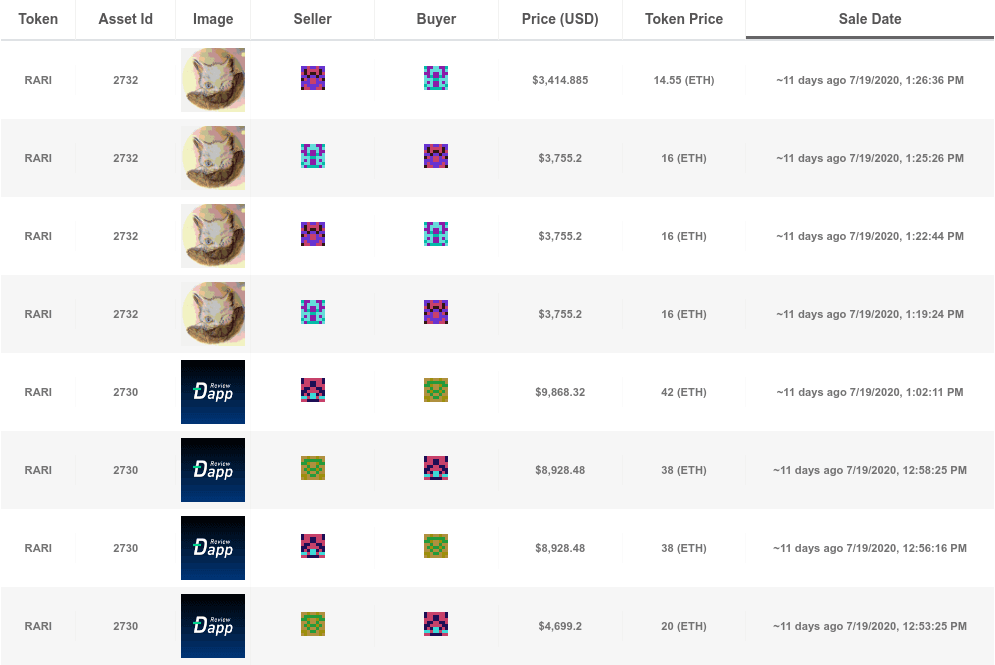 Token Asset Id Image Seller Buyer Price (USD) Token Price Sale Date
RARI 2732 $3,414.885 14.55 (ETH) ~11 days ago 7/19/2020, 1:26:36 PM
RARI 2732 $3,755.2 16 (ETH) ~11 days ago 7/19/2020, 1:25:26 PM
RARI 2732 $3,755.2 16 (ETH) ~11 days ago 7/19/2020, 1:22:44 PM
RARI 2732 $3,755.2 16 (ETH) ~11 days ago 7/19/2020, 1:19:24 PM
RARI 2730 Dapp Review $9,868.32 42 (ETH) ~11 days ago 7/19/2020, 1:02:11 PM
RARI 2730 Dapp Review $8,928.48 38 (ETH) ~11 days ago 7/19/2020, 12:58:25 PM
RARI 2730 Dapp Review $8,928.48 38 (ETH) ~11 days ago 7/19/2020, 12:56:16 PM
RARI 2730 Dapp Review $4,699.2 20 (ETH) ~11 days ago 7/19/2020, 12:53:25 PM